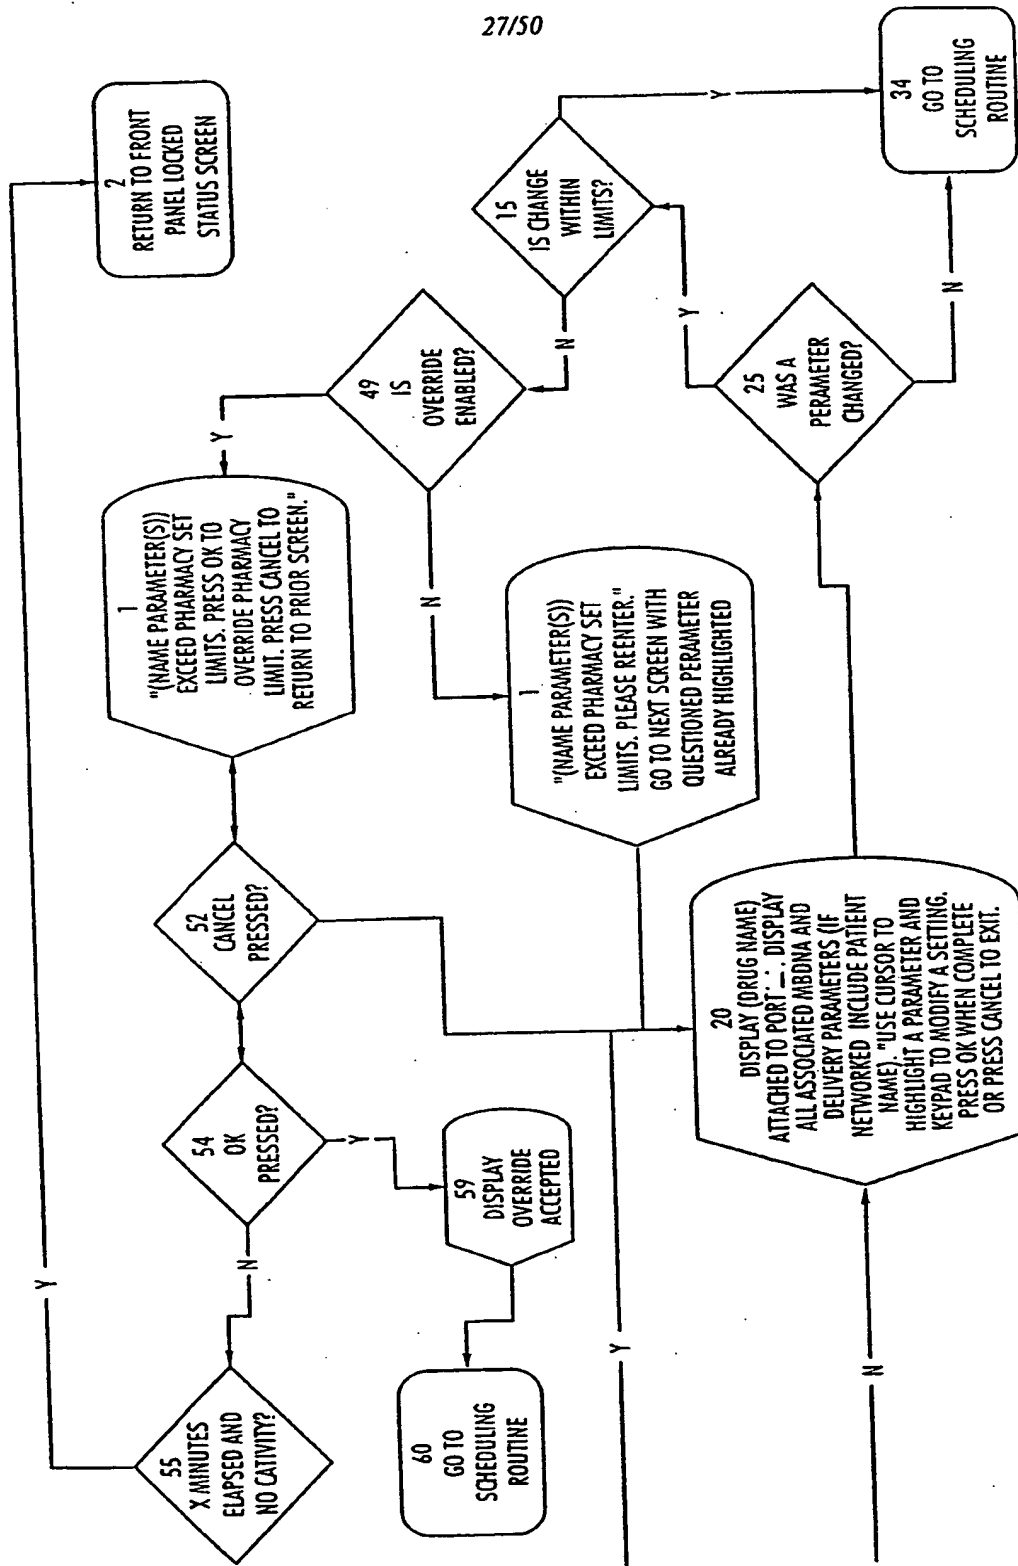 27/50
2
RETURN TO FRONT
PANEL LOCKED
STATUS SCREEN
Y
34
GO TO
SCHEDULING
ROUTINE
Y
15
IS CHANGE
WITHIN
LIMITS?
N
Y
N
49
IS
OVERRIDE
ENABLED?
25
WAS A
PERAMETER
CHANGED?
Y
N
1
"(NAME PARAMETER(S))
EXCEED PHARMACY SET
LIMITS. PRESS OK TO
OVERRIDE PHARMACY
LIMIT. PRESS CANCEL TO
RETURN TO PRIOR SCREEN."
1
"(NAME PARAMETER(S))
EXCEED PHARMACY SET
LIMITS. PLEASE REENTER."
GO TO NEXT SCREEN WITH
QUESTIONED PERAMETER
ALREADY HIGHLIGHTED
52
CANCEL
PRESSED?
20
DISPLAY (DRUG NAME)
ATTACHED TO PORT _. DISPLAY
ALL ASSOCIATED MBDNA AND
DELIVERY PARAMETERS (IF
NETWORKED INCLUDE PATIENT
NAME). "USE CURSOR TO
HIGHLIGHT A PARAMETER AND
KEYPAD TO MODIFY A SETTING.
PRESS OK WHEN COMPLETE
OR PRESS CANCEL TO EXIT.
54
OK
PRESSED?
Y
N
59
DISPLAY
OVERRIDE
ACCEPTED
55
X MINUTES
ELAPSED AND
NO CATIVITY?
60
GO TO
SCHEDULING
ROUTINE
Y
N